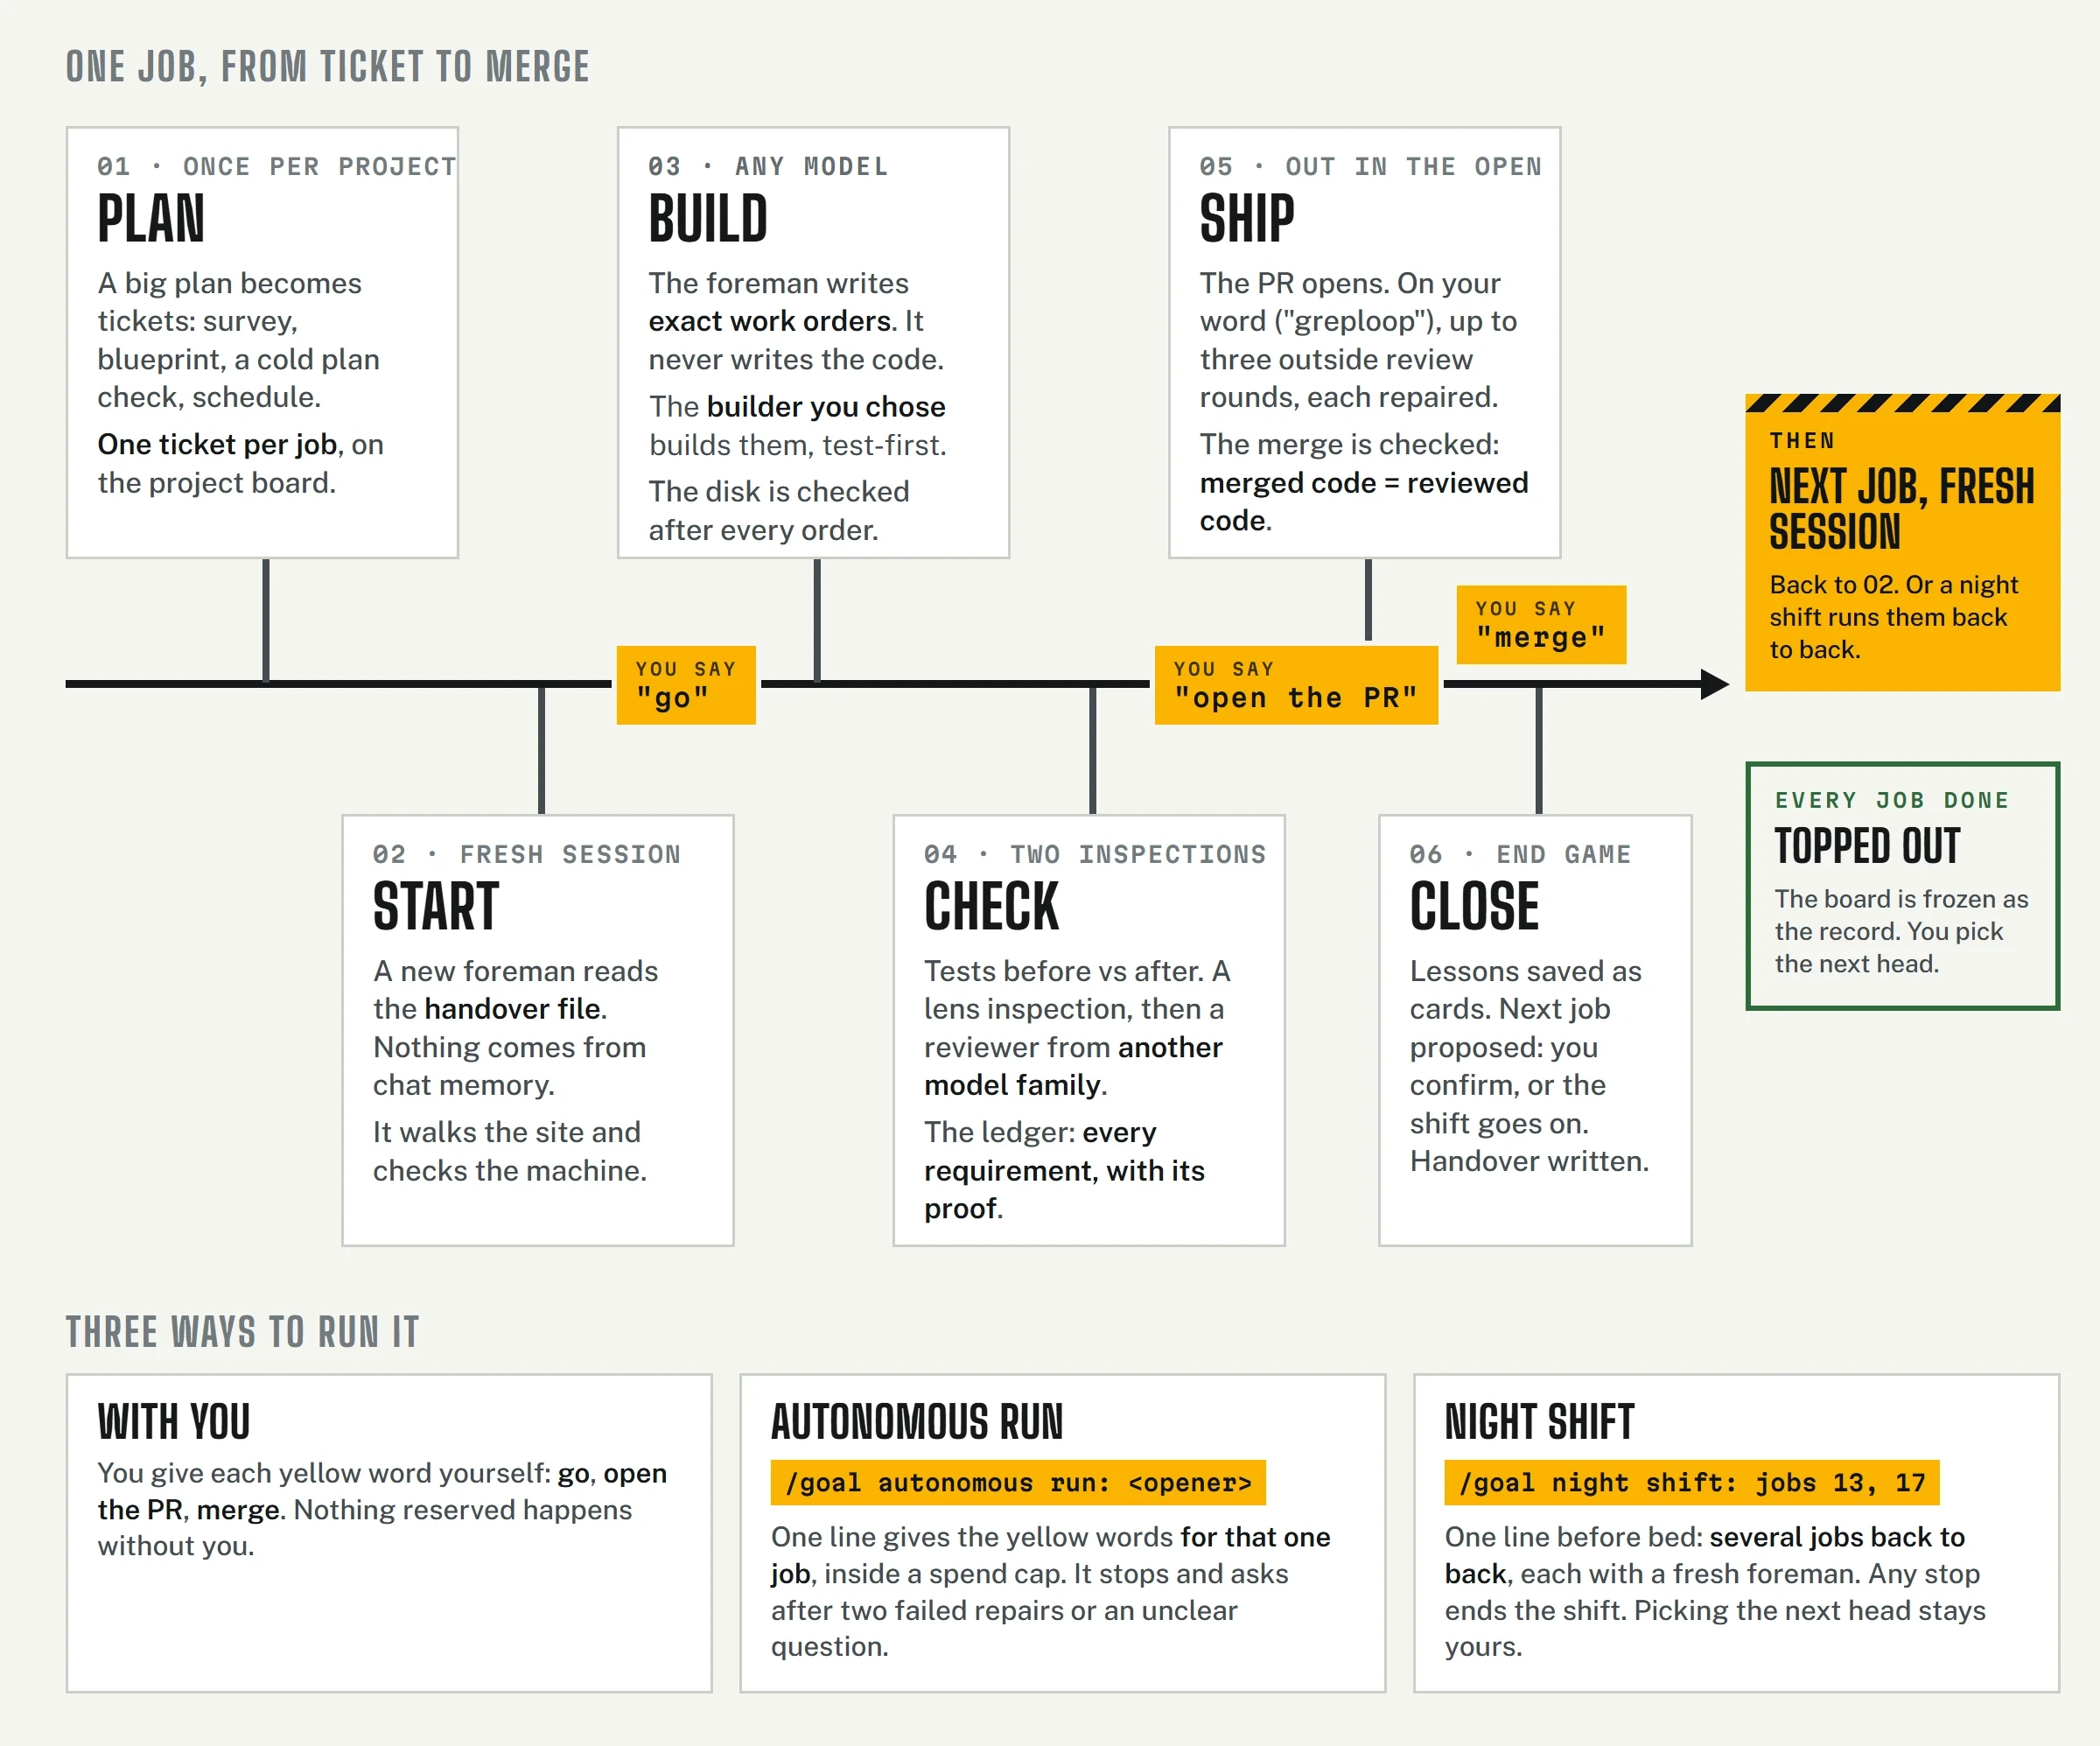 ONE JOB, FROM TICKET TO MERGE
01 · ONCE PER PROJECT
PLAN
A big plan becomes
tickets: survey,
blueprint, a cold plan
check, schedule.
One ticket per job, on
the project board.
03 · ANY MODEL
BUILD
The foreman writes
exact work orders. It
never writes the code.
The builder you chose
builds them, test-first.
The disk is checked
after every order.
05 · OUT IN THE OPEN
SHIP
The PR opens. On your
word ("greploop"), up to
three outside review
rounds, each repaired.
The merge is checked:
merged code = reviewed
code.
THEN
NEXT JOB, FRESH
SESSION
Back to 02. Or a night
shift runs them back
to back.
YOU SAY
"go"
YOU SAY
"open the PR"
YOU SAY
"merge"
02 · FRESH SESSION
START
A new foreman reads
the handover file.
Nothing comes from
chat memory.
It walks the site and
checks the machine.
04 · TWO INSPECTIONS
CHECK
Tests before vs after. A
lens inspection, then a
reviewer from another
model family.
The ledger: every
requirement, with its
proof.
06 · END GAME
CLOSE
Lessons saved as
cards. Next job
proposed: you
confirm, or the
shift goes on.
Handover written.
EVERY JOB DONE
TOPPED OUT
The board is frozen as
the record. You pick
the next head.
THREE WAYS TO RUN IT
WITH YOU
You give each yellow word yourself: go, open
the PR, merge. Nothing reserved happens
without you.
AUTONOMOUS RUN
/goal autonomous run: <opener>
One line gives the yellow words for that one
job, inside a spend cap. It stops and asks
after two failed repairs or an unclear
question.
NIGHT SHIFT
/goal night shift: jobs 13, 17
One line before bed: several jobs back to
back, each with a fresh foreman. Any stop
ends the shift. Picking the next head stays
yours.